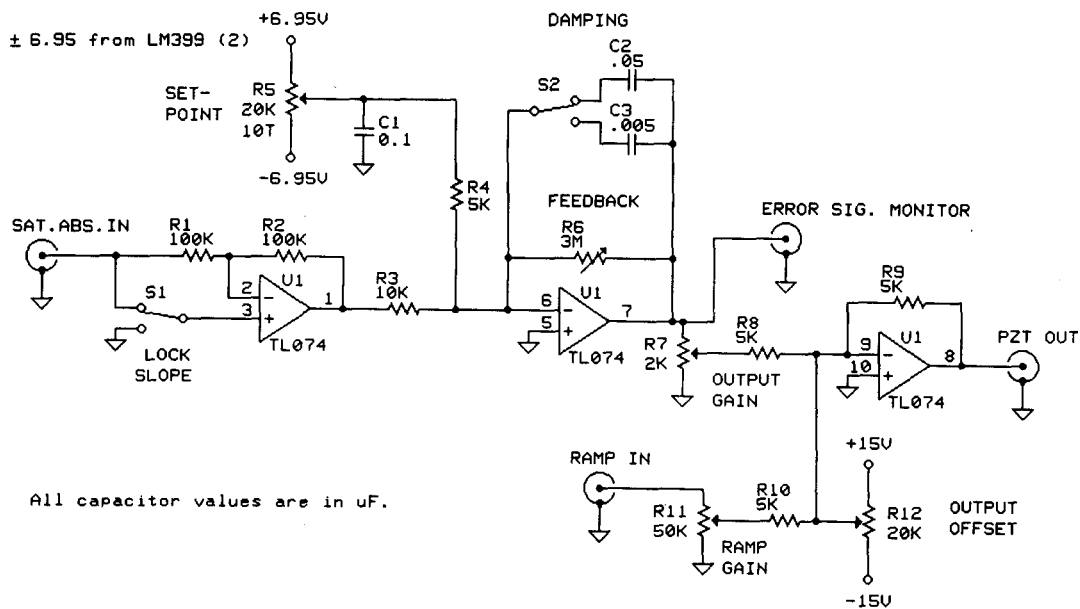 ± 6.95 from LM399 (2)
+6.95V
SET-
POINT
R5
20K
10T
-6.95V
C1
0.1
R4
5K
DAMPING
S2
C2
.05
C3
.005
FEEDBACK
R6
3M
ERROR SIG. MONITOR
SAT.ABS.IN
R1
100K
R2
100K
S1
LOCK
SLOPE
2
3
1
-
+
U1
TL074
R3
10K
6
5
7
-
+
U1
TL074
R7
2K
OUTPUT
GAIN
R8
5K
R9
5K
9
10
8
-
+
U1
TL074
PZT OUT
RAMP IN
R11
50K
RAMP
GAIN
R10
5K
+15V
R12
20K
OUTPUT
OFFSET
-15V
All capacitor values are in uF.